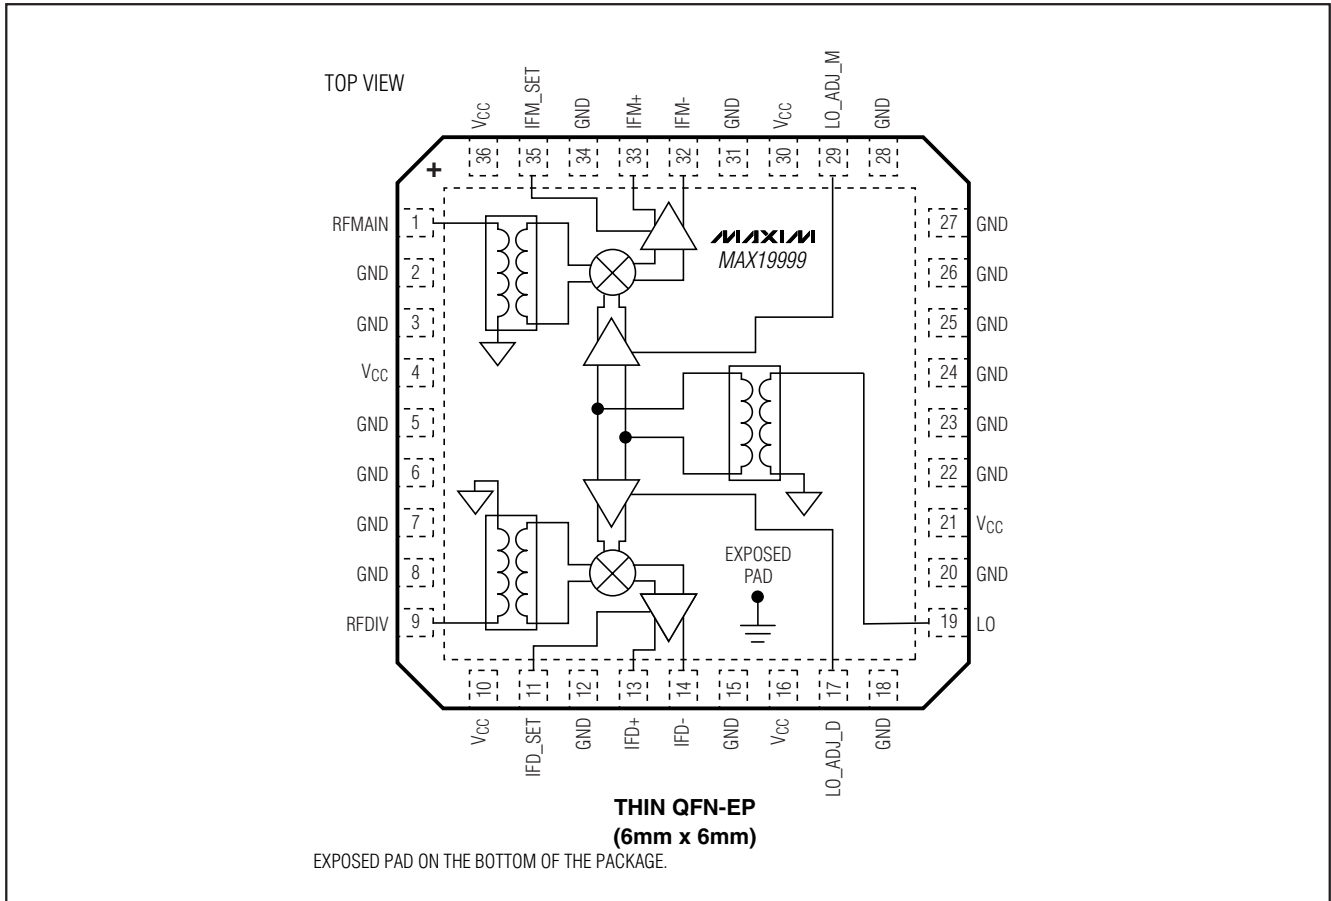 TOP VIEW
VCC
IFM_SET
GND
IFM+
IFM-
GND
VCC
LO_ADJ_M
GND
36
35
34
33
32
31
30
29
28
+
RFMAIN 1
GND 2
GND 3
VCC 4
GND 5
GND 6
GND 7
GND 8
RFDIV 9
MAXIM
MAX19999
EXPOSED
PAD
27 GND
26 GND
25 GND
24 GND
23 GND
22 GND
21 VCC
20 GND
19 LO
10
11
12
13
14
15
16
17
18
VCC
IFD_SET
GND
IFD+
IFD-
GND
VCC
LO_ADJ_D
GND
THIN QFN-EP
(6mm x 6mm)
EXPOSED PAD ON THE BOTTOM OF THE PACKAGE.